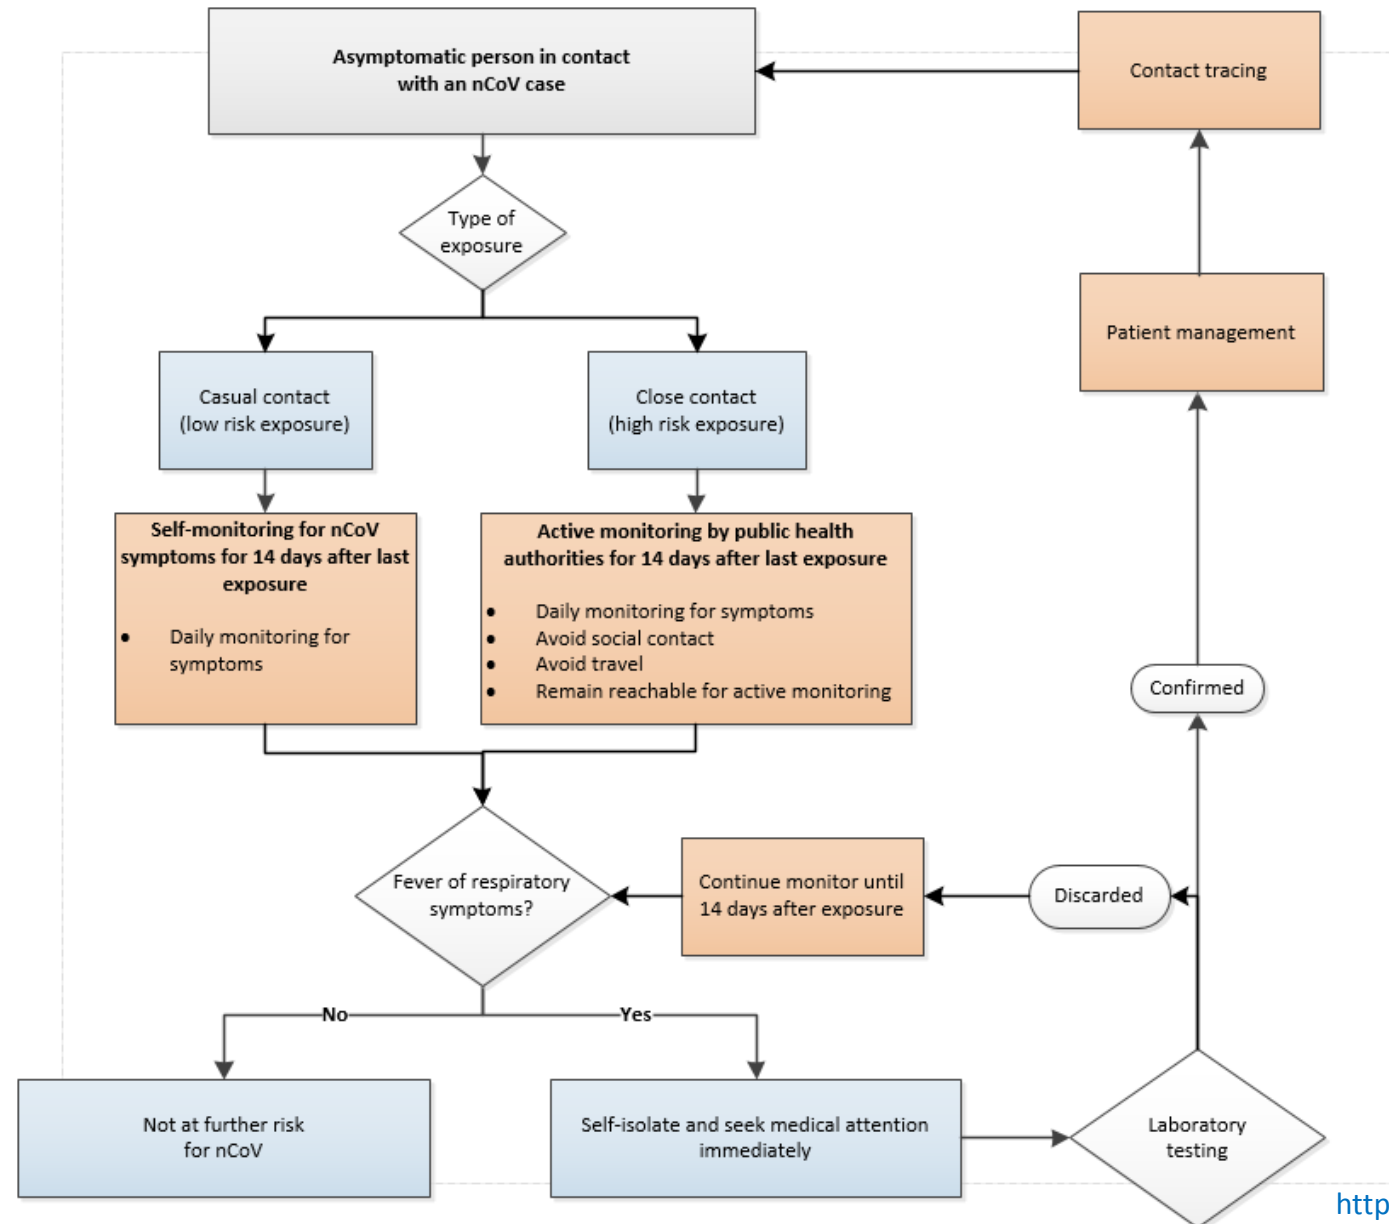 Asymptomatic person in contact
with an nCoV case
Contact tracing
Type of
exposure
Patient management
Casual contact
(low risk exposure)
Close contact
(high risk exposure)
Self-monitoring for nCoV
symptoms for 14 days after last
exposure
• Daily monitoring for
symptoms
Active monitoring by public health
authorities for 14 days after last exposure
• Daily monitoring for symptoms
• Avoid social contact
• Avoid travel
• Remain reachable for active monitoring
Confirmed
Fever of respiratory
symptoms?
Continue monitor until
14 days after exposure
Discarded
No
Yes
Not at further risk
for nCoV
Self-isolate and seek medical attention
immediately
Laboratory
testing
http